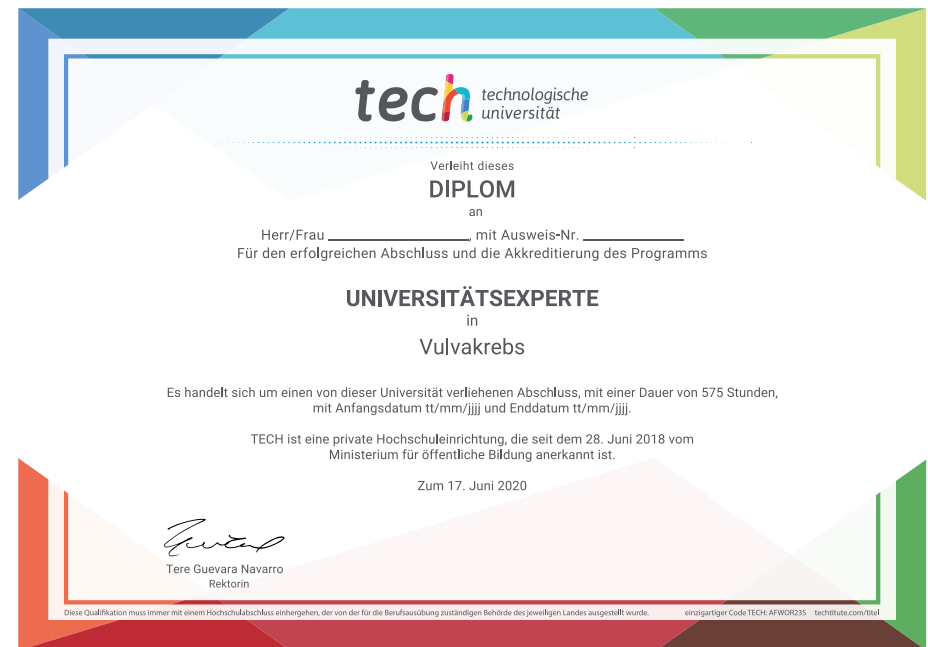 tech technologische
universität
Verleiht dieses
DIPLOM
an
Herr/Frau ____________________, mit Ausweis-Nr. ______________
Für den erfolgreichen Abschluss und die Akkreditierung des Programms
UNIVERSITÄTSEXPERTE
in
Vulvakrebs
Es handelt sich um einen von dieser Universität verliehenen Abschluss, mit einer Dauer von 575 Stunden,
mit Anfangsdatum tt/mm/jjjj und Enddatum tt/mm/jjjj.
TECH ist eine private Hochschuleinrichtung, die seit dem 28. Juni 2018 vom
Ministerium für öffentliche Bildung anerkannt ist.
Zum 17. Juni 2020
Tere Guevara Navarro
Rektorin
Diese Qualifikation muss immer mit einem Hochschulabschluss einhergehen, der von der für die Berufsausübung zuständigen Behörde des jeweiligen Landes ausgestellt wurde. einzigartiger Code TECH: AFWOR23S techtitute.com/titel